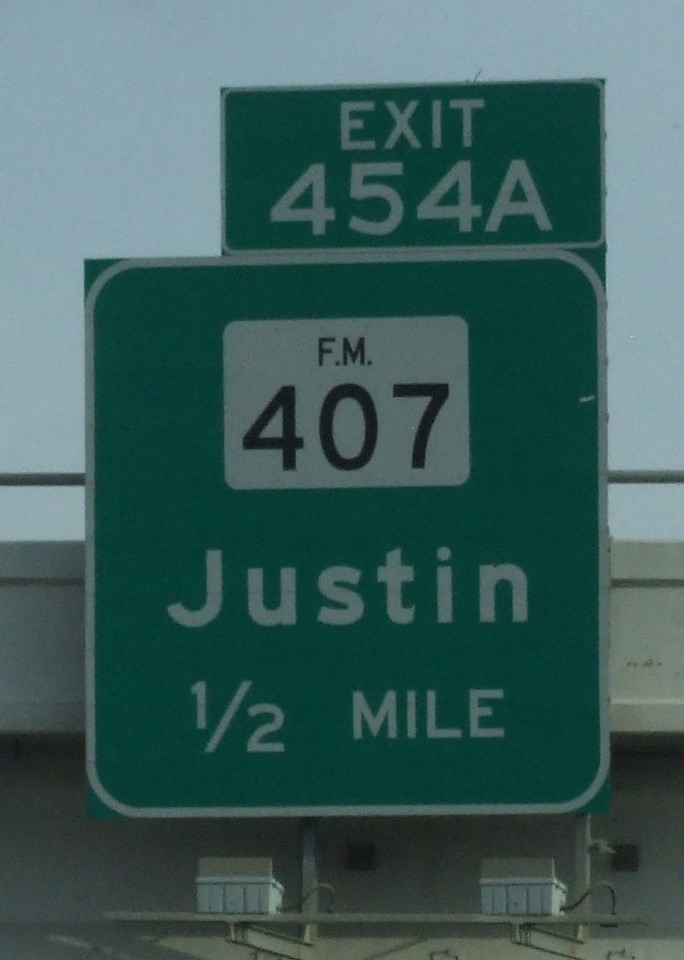 EXIT
454A
F.M.
407
Justin
1/2 MILE